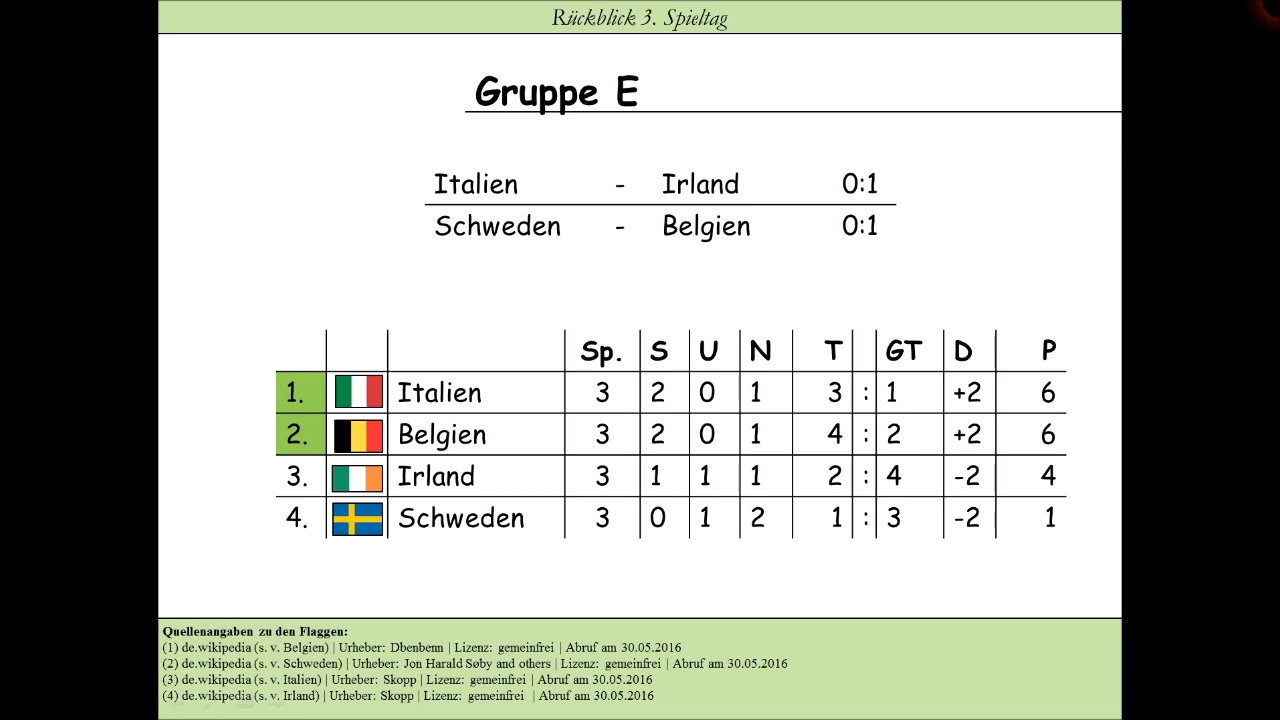 Rückblick 3. Spieltag
Gruppe E
Italien - Irland 0:1
Schweden - Belgien 0:1
Sp. S U N T GT D P
1. Italien 3 2 0 1 3 : 1 +2 6
2. Belgien 3 2 0 1 4 : 2 +2 6
3. Irland 3 1 1 1 2 : 4 -2 4
4. Schweden 3 0 1 2 1 : 3 -2 1
Quellenangaben zu den Flaggen:
(1) de.wikipedia (s. v. Belgien) | Urheber: Dbenbenn | Lizenz: gemeinfrei | Abruf am 30.05.2016
(2) de.wikipedia (s. v. Schweden) | Urheber: Jon Harald Søby and others | Lizenz: gemeinfrei | Abruf am 30.05.2016
(3) de.wikipedia (s. v. Italien) | Urheber: Skopp | Lizenz: gemeinfrei | Abruf am 30.05.2016
(4) de.wikipedia (s. v. Irland) | Urheber: Skopp | Lizenz: gemeinfrei | Abruf am 30.05.2016